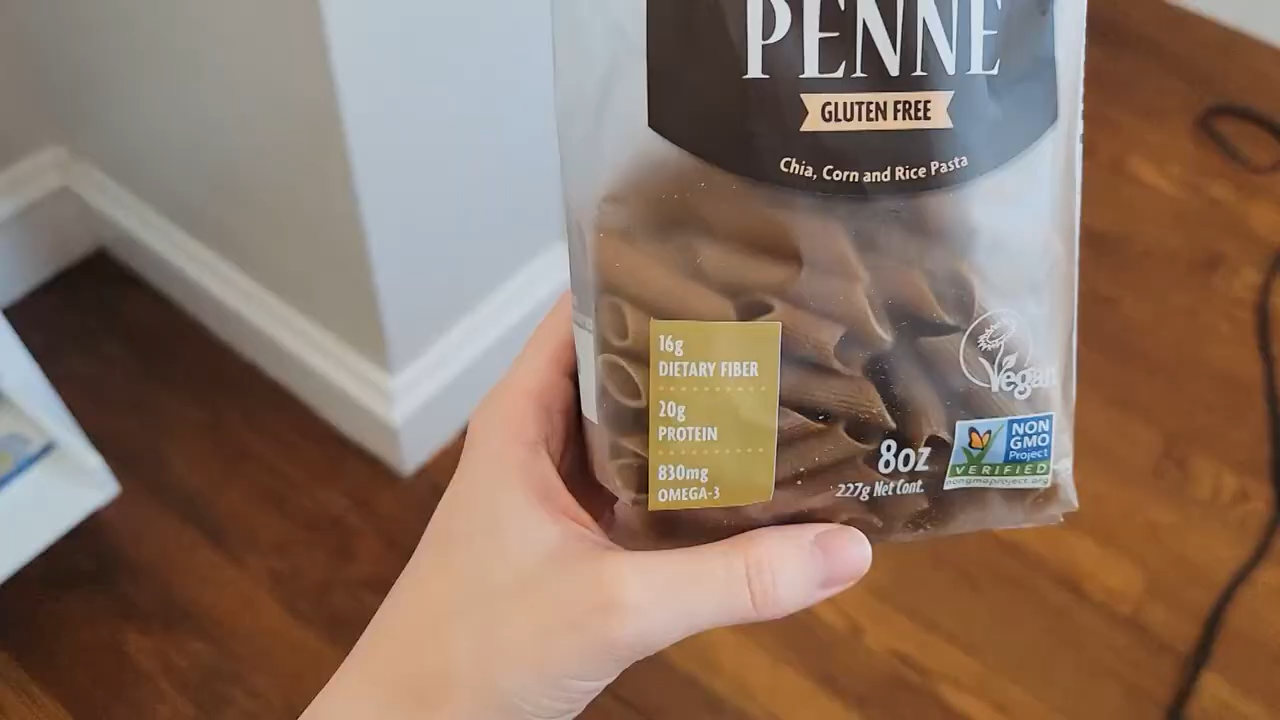 PENNE
GLUTEN FREE
Chia, Corn and Rice Pasta
16g
DIETARY FIBER
20g
PROTEIN
830mg
OMEGA-3
Vegan
8oz
227g Net Cont.
NON
GMO
Project
VERIFIED
nongmoproject.org